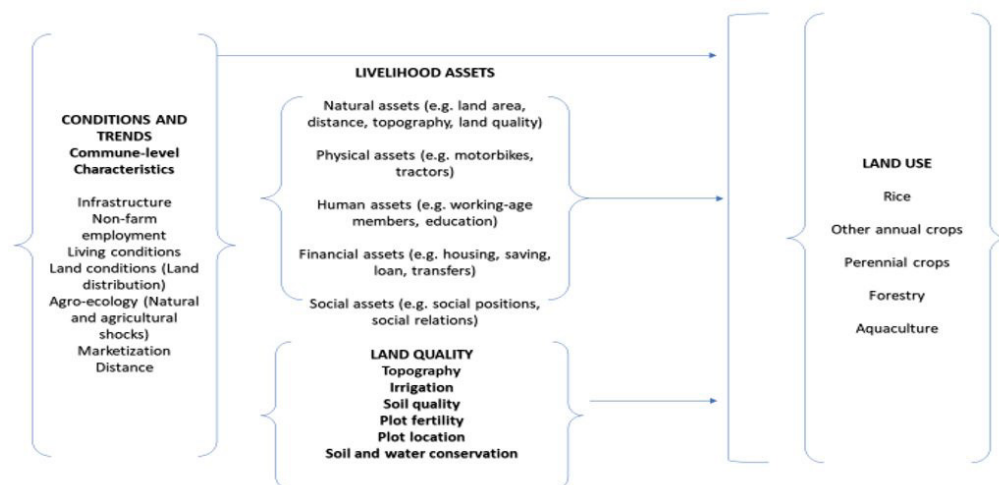 CONDITIONS AND
TRENDS
Commune-level
Characteristics
Infrastructure
Non-farm
employment
Living conditions
Land conditions (Land
distribution)
Agro-ecology (Natural
and agricultural
shocks)
Marketization
Distance
LIVELIHOOD ASSETS
Natural assets (e.g. land area,
distance, topography, land quality)
Physical assets (e.g. motorbikes,
tractors)
Human assets (e.g. working-age
members, education)
Financial assets (e.g. housing, saving,
loan, transfers)
Social assets (e.g. social positions,
social relations)
LAND QUALITY
Topography
Irrigation
Soil quality
Plot fertility
Plot location
Soil and water conservation
LAND USE
Rice
Other annual crops
Perennial crops
Forestry
Aquaculture